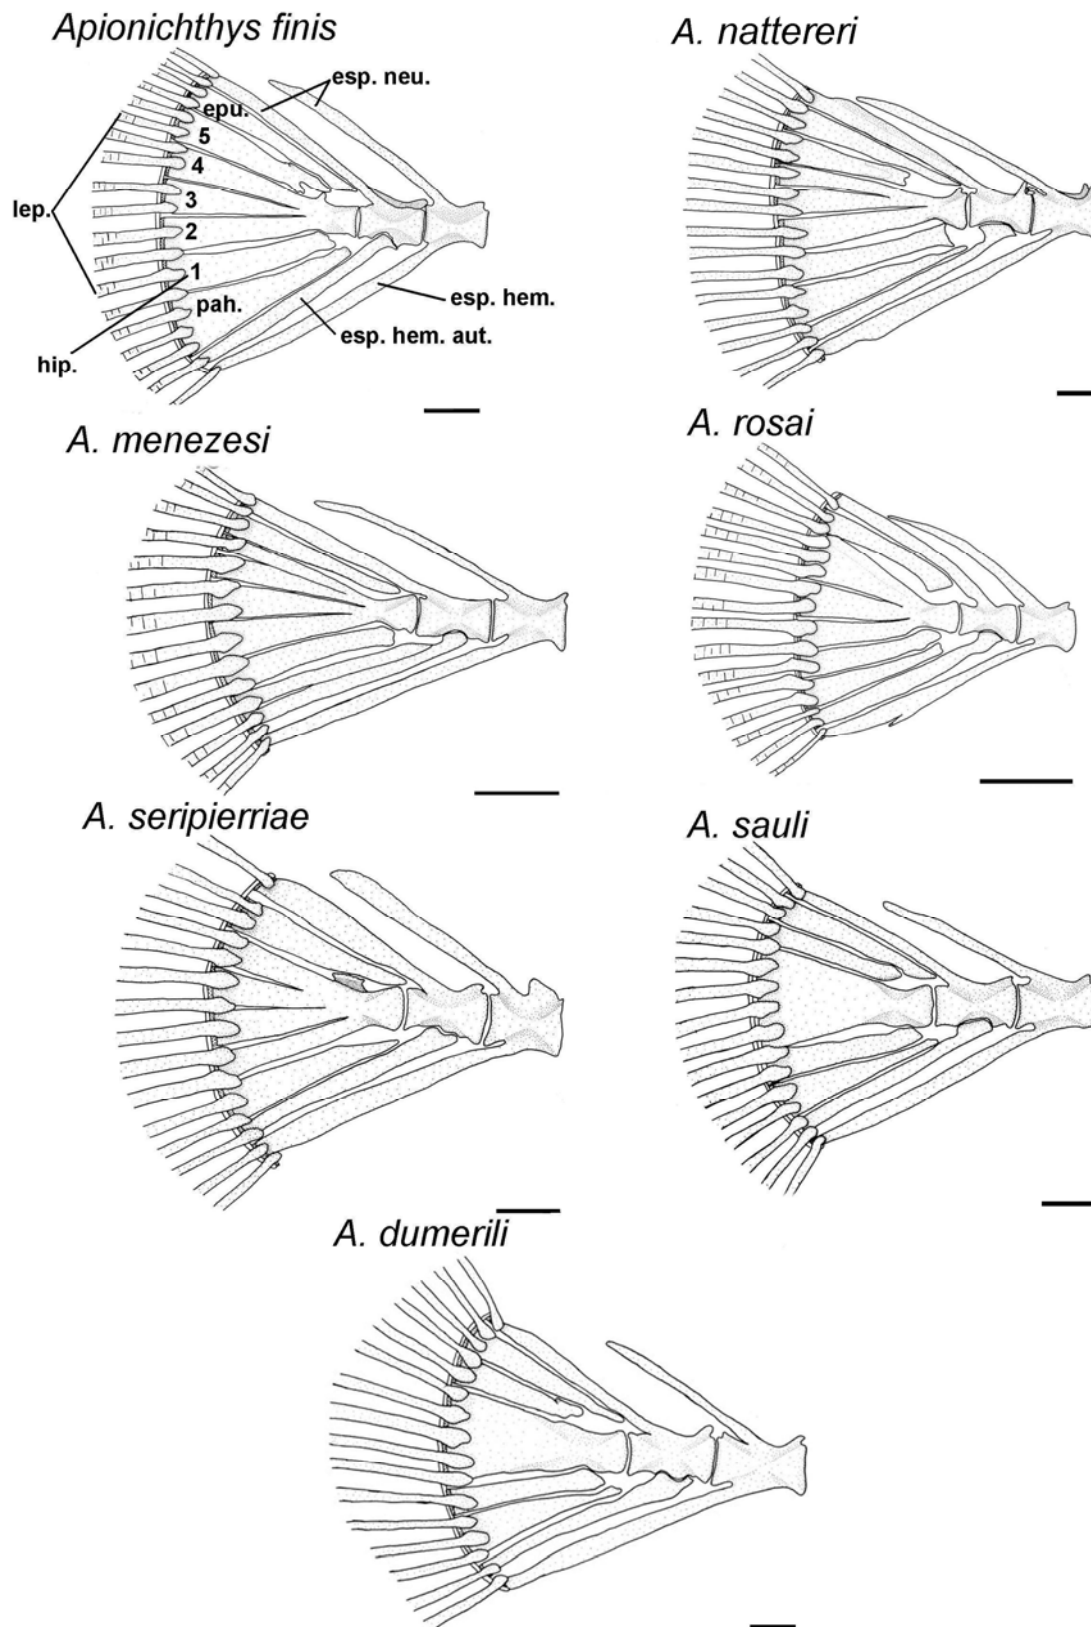 Apionichthys finis
A. nattereri
esp. neu.
epu.
5
4
3
lep.
2
1
pah.
esp. hem.
esp. hem. aut.
hip.
A. menezesi
A. rosai
A. seripierriae
A. sauli
A. dumerili